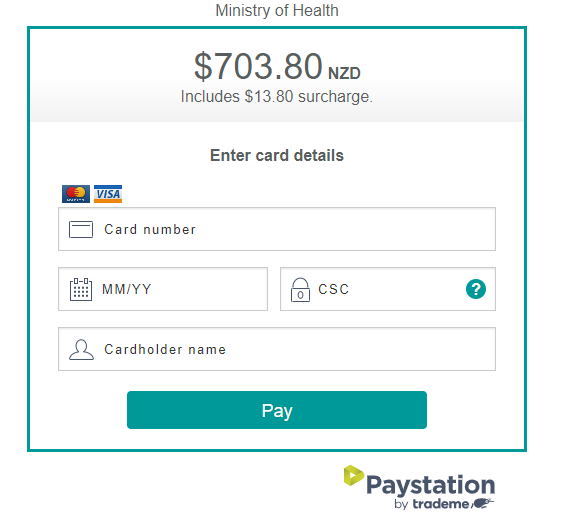 Ministry of Health
$703.80 NZD
Includes $13.80 surcharge.
Enter card details
VISA
Card number
MM/YY
CSC ?
Cardholder name
Pay
Paystation
by trademe